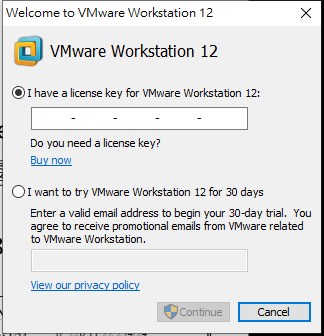 Welcome to VMware Workstation 12
VMware Workstation 12
I have a license key for VMware Workstation 12:
- - - -
Do you need a license key?
Buy now
I want to try VMware Workstation 12 for 30 days
Enter a valid email address to begin your 30-day trial. You
agree to receive promotional emails from VMware related
to VMware Workstation.
View our privacy policy
Continue
Cancel